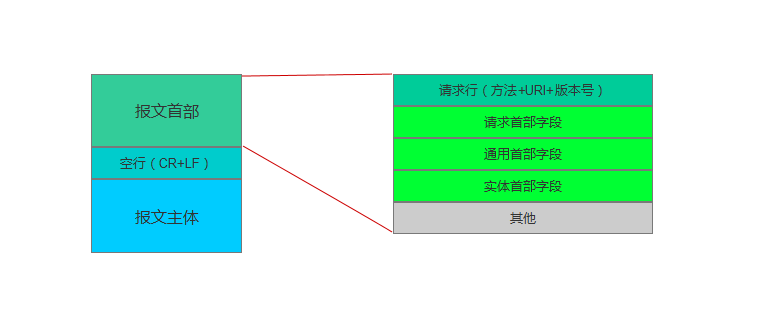 报文首部
空行（CR+LF）
报文主体
请求行（方法+URI+版本号）
请求首部字段
通用首部字段
实体首部字段
其他